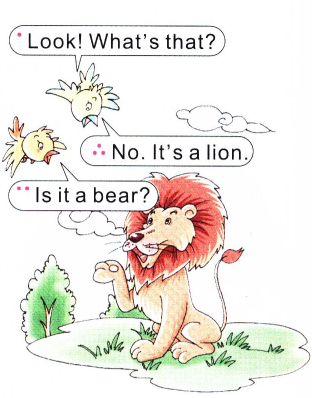 Look! What's that?
No. It's a lion.
Is it a bear?